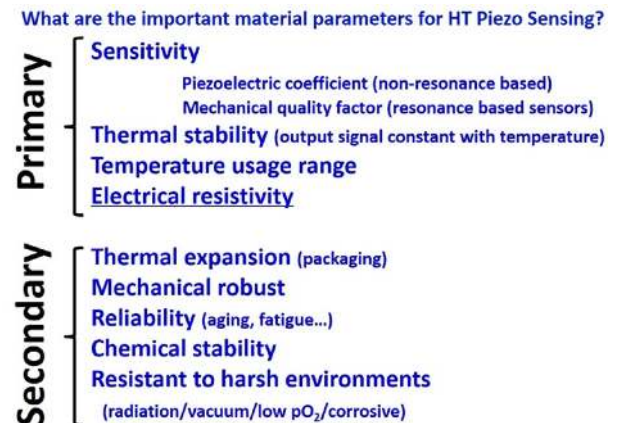 What are the important material parameters for HT Piezo Sensing?
Primary
Sensitivity
Piezoelectric coefficient (non-resonance based)
Mechanical quality factor (resonance based sensors)
Thermal stability (output signal constant with temperature)
Temperature usage range
Electrical resistivity
Secondary
Thermal expansion (packaging)
Mechanical robust
Reliability (aging, fatigue...)
Chemical stability
Resistant to harsh environments
(radiation/vacuum/low pO₂/corrosive)